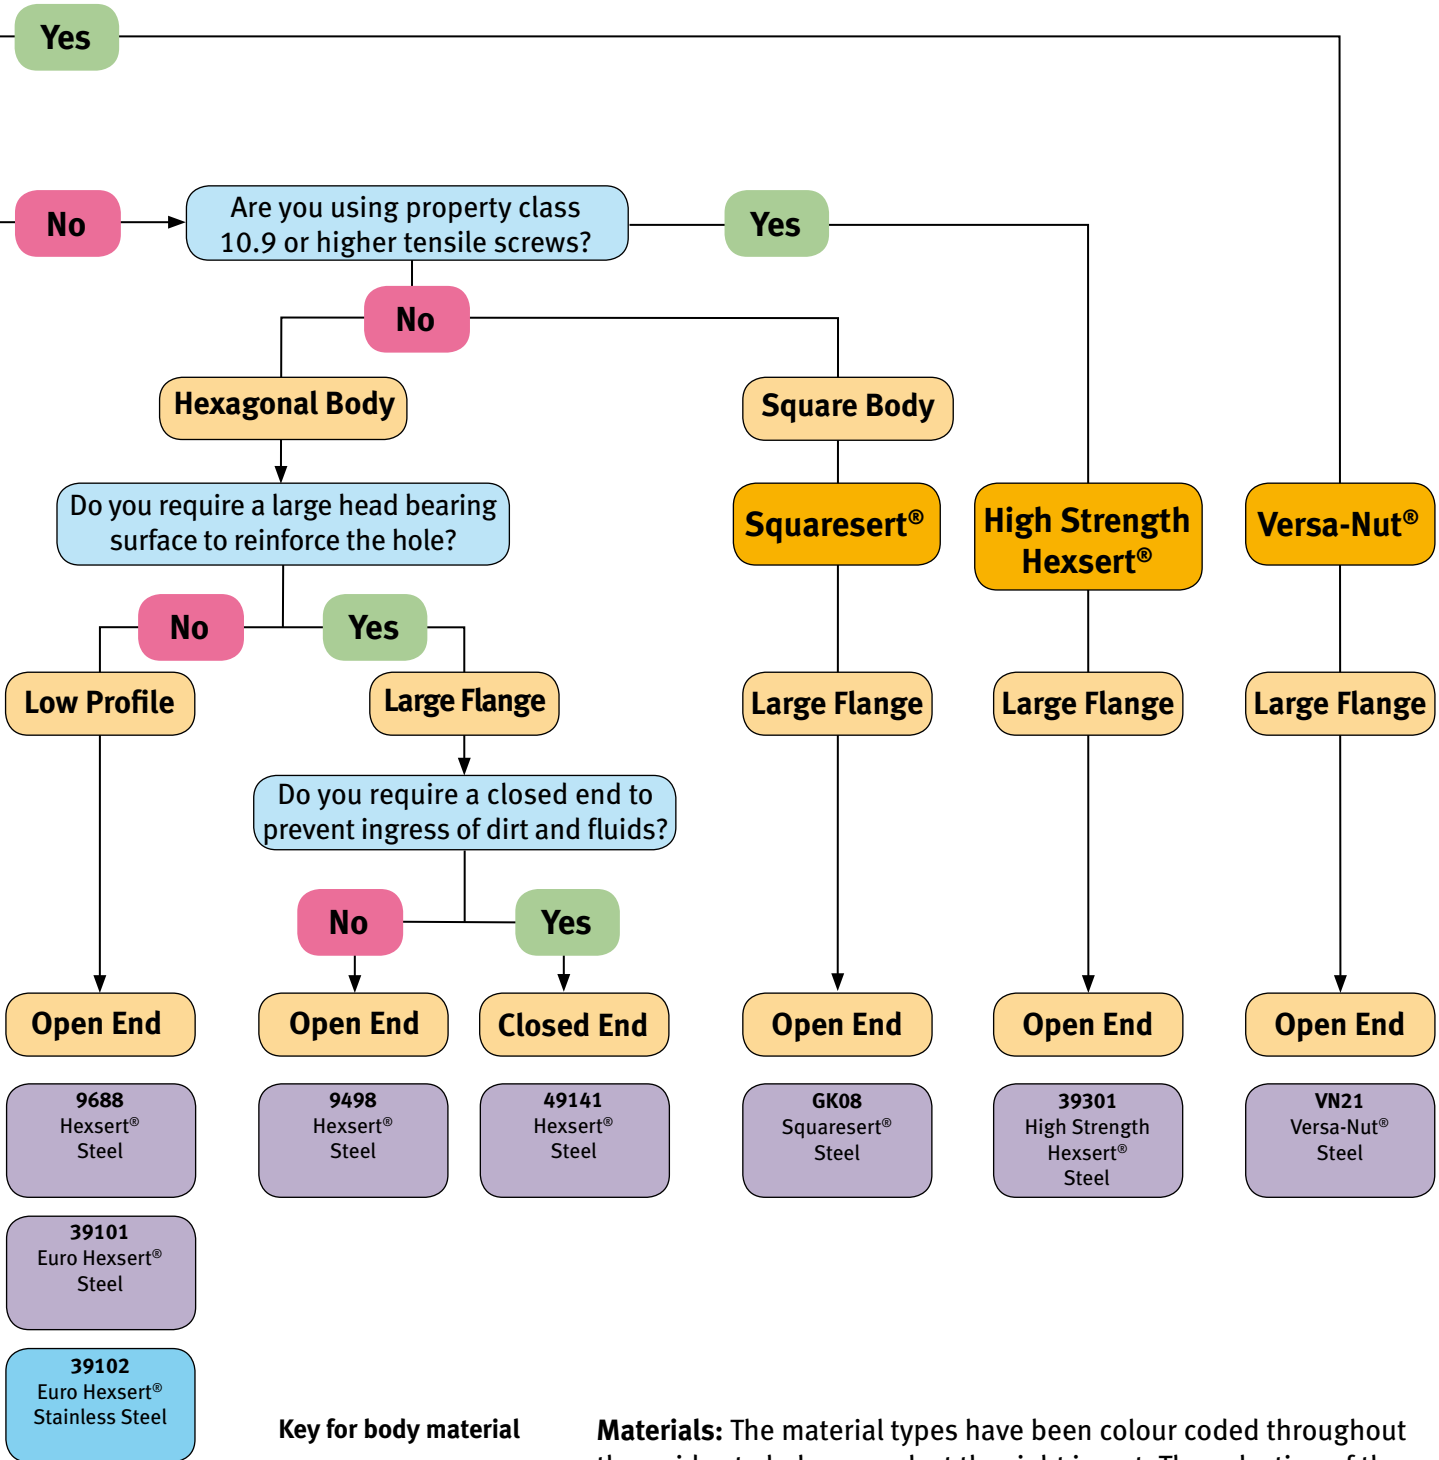 Yes
No
Are you using property class
10.9 or higher tensile screws?
Yes
No
Hexagonal Body
Square Body
Do you require a large head bearing
surface to reinforce the hole?
Squaresert®
High Strength
Hexsert®
Versa-Nut®
No
Yes
Low Profile
Large Flange
Large Flange
Large Flange
Large Flange
Do you require a closed end to
prevent ingress of dirt and fluids?
No
Yes
Open End
Open End
Closed End
Open End
Open End
Open End
9688
Hexsert®
Steel
9498
Hexsert®
Steel
49141
Hexsert®
Steel
GK08
Squaresert®
Steel
39301
High Strength
Hexsert®
Steel
VN21
Versa-Nut®
Steel
39101
Euro Hexsert®
Steel
39102
Euro Hexsert®
Stainless Steel
Key for body material
Materials: The material types have been colour coded throughout